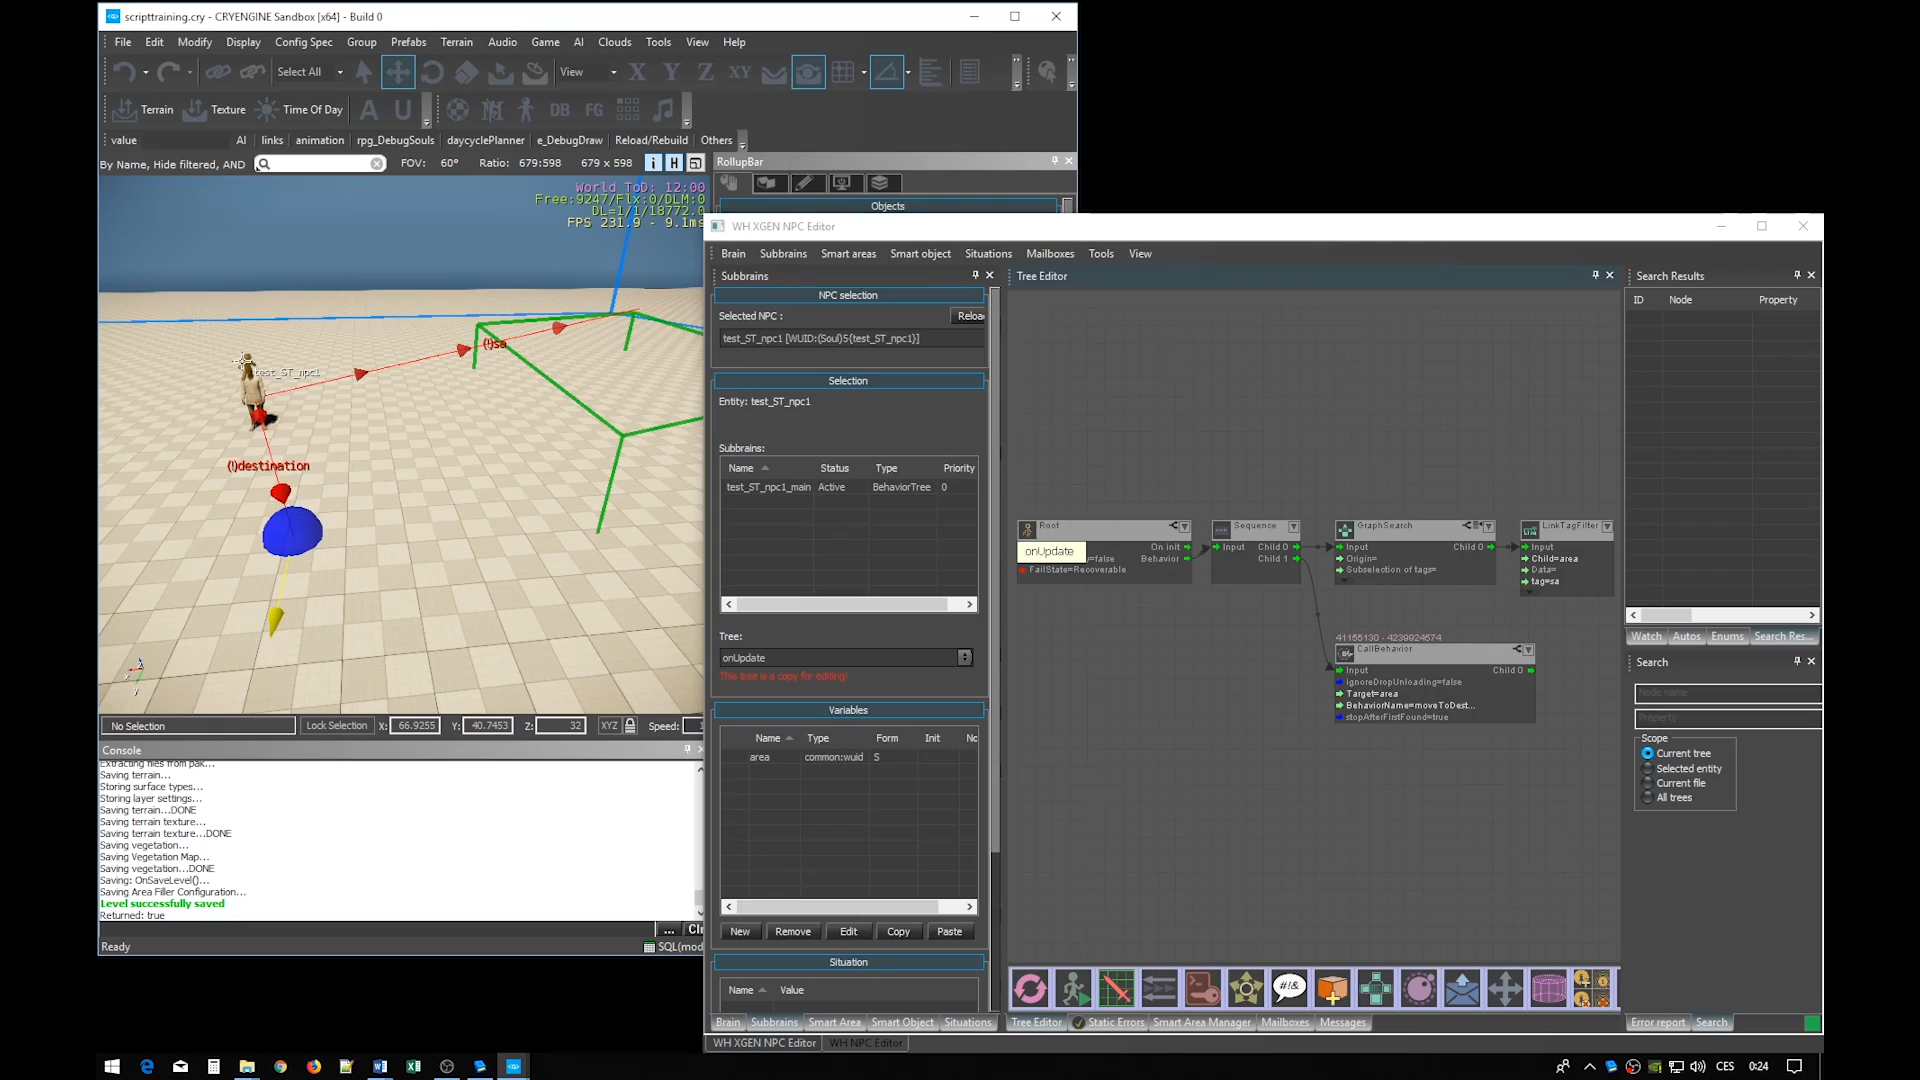 scripttraining.cry - CRYENGINE Sandbox [x64] - Build 0
File Edit Modify Display Config Spec Group Prefabs Terrain Audio Game AI Clouds Tools View Help
Select All View X Y Z XY
Terrain Texture Time Of Day A U DB FG
value AI links animation rpg_DebugSouls daycyclePlanner e_DebugDraw Reload/Rebuild Others
By Name, Hide filtered, AND FOV: 60° Ratio: 679:598 679 x 598 i H
RollupBar
Objects
World ToD: 12:00
Free:9247/Flx:0/DLM:0
DL=1/1/18772.0
FPS 231.9 - 9.1ms
(!)sa
test_ST_npc1
(!)destination
No Selection Lock Selection X: 66.9255 Y: 40.7453 Z: 32 XYZ Speed:
Console
Extracting files from pak...
Saving terrain...
Storing surface types...
Storing layer settings...
Saving terrain...DONE
Saving terrain texture...
Saving terrain texture...DONE
Saving vegetation...
Saving Vegetation Map...
Saving vegetation...DONE
Saving: OnSaveLevel()...
Saving Area Filler Configuration...
Level successfully saved
Returned: true
...
Ready SQL(mod
WH XGEN NPC Editor
Brain Subbrains Smart areas Smart object Situations Mailboxes Tools View
Subbrains
NPC selection
Selected NPC : Reload
test_ST_npc1 [WUID:(Soul)5{test_ST_npc1}]
Selection
Entity: test_ST_npc1
Subbrains:
Name Status Type Priority
test_ST_npc1_main Active BehaviorTree 0
Tree:
onUpdate
This tree is a copy for editing!
Variables
Name Type Form Init Nc
area common:wuid S
New Remove Edit Copy Paste
Situation
Name Value
Brain Subbrains Smart Area Smart Object Situations
Tree Editor
Root
On init
onUpdate
=false Behavior
FailState=Recoverable
Sequence
Input Child 0
Child 1
GraphSearch
Input Child 0
Origin=
Subselection of tags=
LinkTagFilter
Input
Child=area
Data=
tag=sa
41155130 - 4239924574
CallBehavior
Input Child 0
ignoreDropUnloading=false
Target=area
BehaviorName=moveToDest...
stopAfterFirstFound=true
#!&
Tree Editor Static Errors Smart Area Manager Mailboxes Messages
Search Results
ID Node Property
Watch Autos Enums Search Res...
Search
Node name
Property
Scope
Current tree
Selected entity
Current file
All trees
Error report Search
WH XGEN NPC Editor WH NPC Editor
CES 0:24